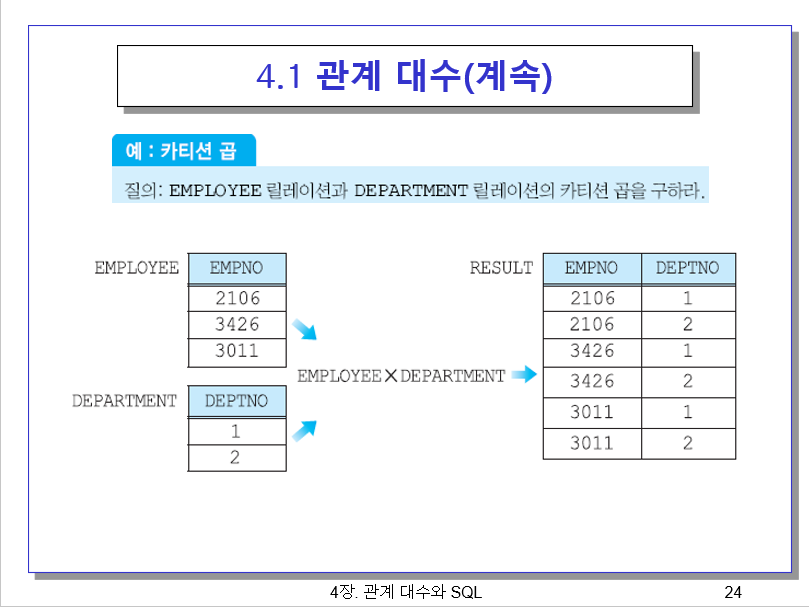 4.1 관계 대수(계속)
예 : 카티션 곱
질의: EMPLOYEE 릴레이션과 DEPARTMENT 릴레이션의 카티션 곱을 구하라.
EMPLOYEE
EMPNO
2106
3426
3011
DEPARTMENT
DEPTNO
1
2
EMPLOYEE×DEPARTMENT
RESULT
EMPNO DEPTNO
2106 1
2106 2
3426 1
3426 2
3011 1
3011 2
4장. 관계 대수와 SQL
24